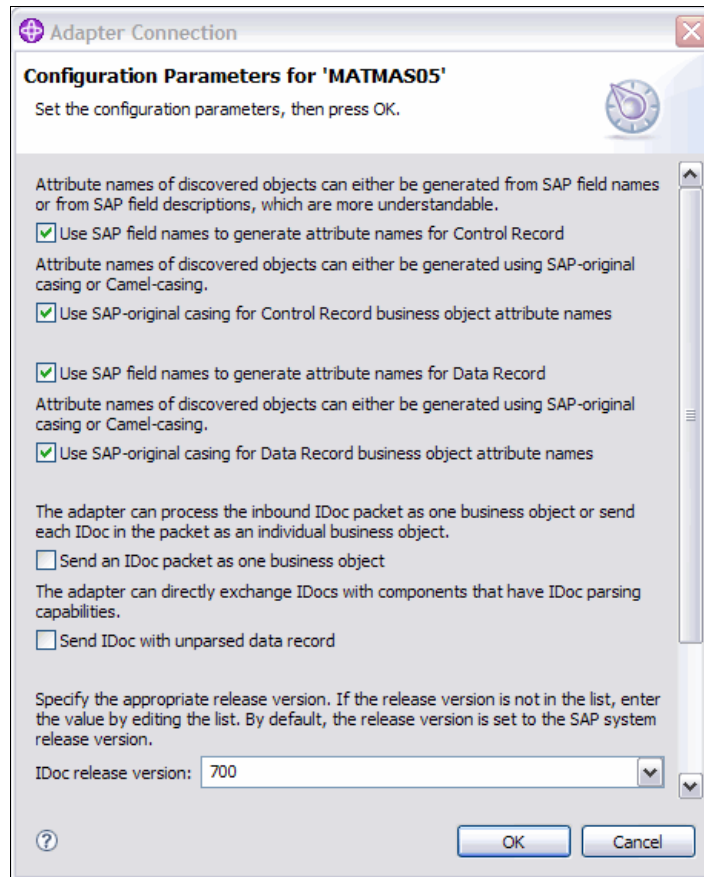 Adapter Connection
Configuration Parameters for 'MATMAS05'
Set the configuration parameters, then press OK.
Attribute names of discovered objects can either be generated from SAP field names
or from SAP field descriptions, which are more understandable.
Use SAP field names to generate attribute names for Control Record
Attribute names of discovered objects can either be generated using SAP-original
casing or Camel-casing.
Use SAP-original casing for Control Record business object attribute names
Use SAP field names to generate attribute names for Data Record
Attribute names of discovered objects can either be generated using SAP-original
casing or Camel-casing.
Use SAP-original casing for Data Record business object attribute names
The adapter can process the inbound IDoc packet as one business object or send
each IDoc in the packet as an individual business object.
Send an IDoc packet as one business object
The adapter can directly exchange IDocs with components that have IDoc parsing
capabilities.
Send IDoc with unparsed data record
Specify the appropriate release version. If the release version is not in the list, enter
the value by editing the list. By default, the release version is set to the SAP system
release version.
IDoc release version: 700
? OK Cancel